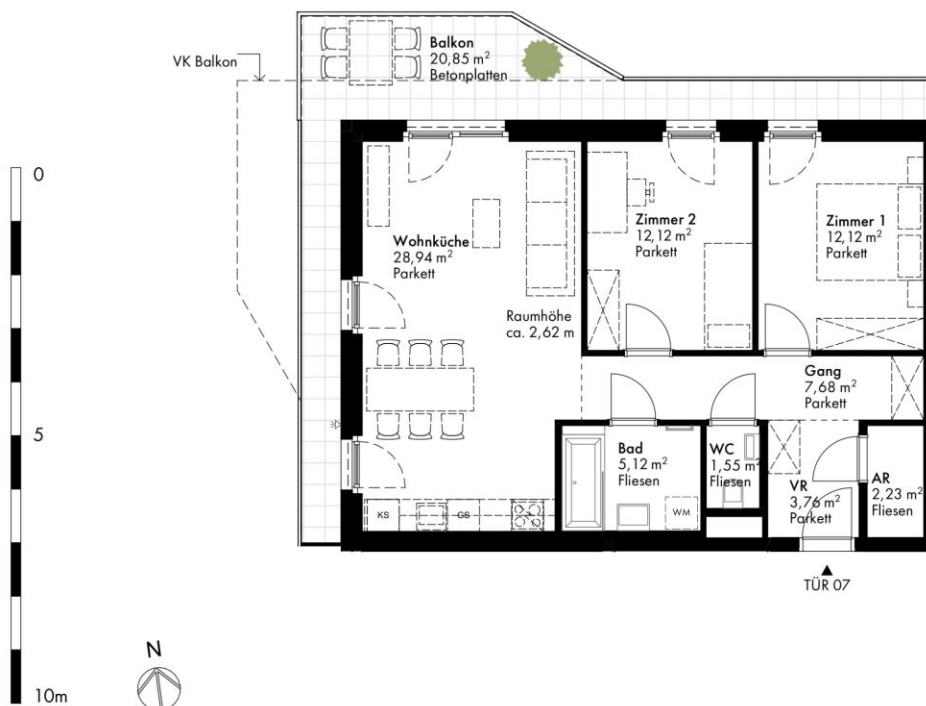 VK Balkon
Balkon
20,85 m²
Betonplatten
0
5
10m
Wohnküche
28,94 m²
Parkett
Raumhöhe
ca. 2,62 m
Zimmer 2
12,12 m²
Parkett
Zimmer 1
12,12 m²
Parkett
Gang
7,68 m²
Parkett
Bad
5,12 m²
Fliesen
WC
1,55 m²
Fliesen
VR
3,76 m²
Parkett
AR
2,23 m²
Fliesen
KS
GS
WM
TÜR 07
N